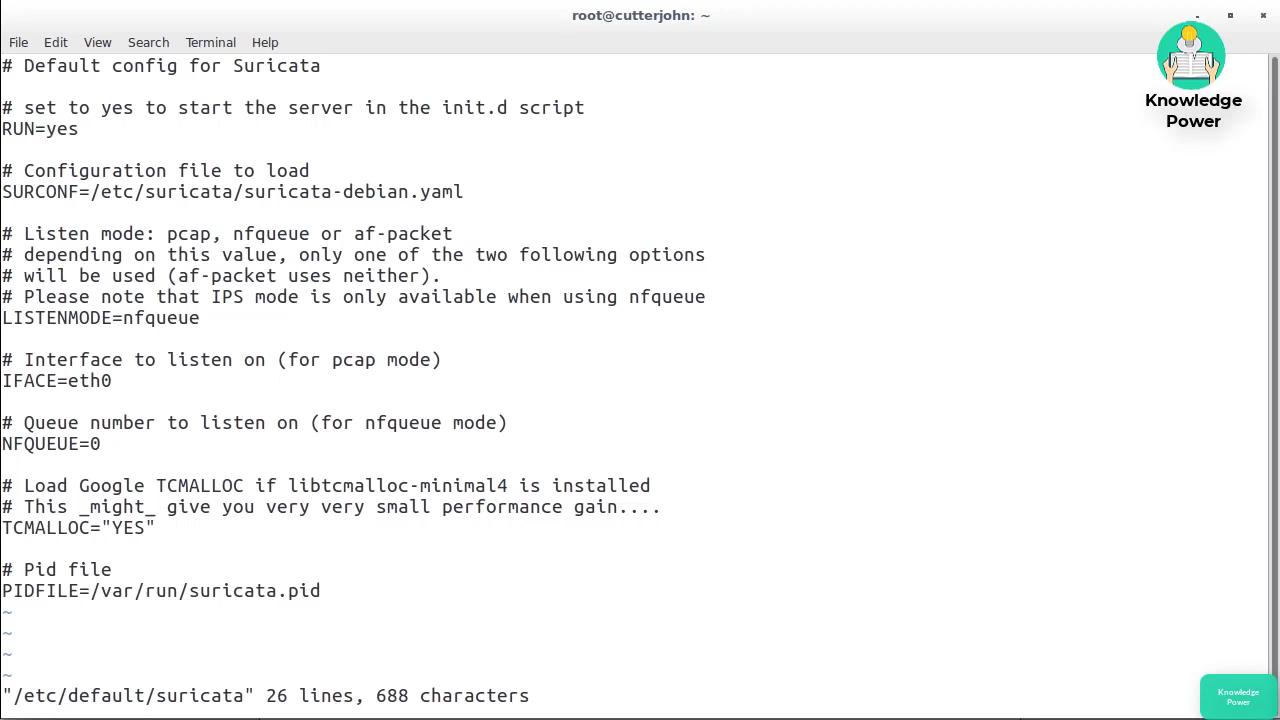 root@cutterjohn: ~
File Edit View Search Terminal Help
# Default config for Suricata
# set to yes to start the server in the init.d script
RUN=yes
# Configuration file to load
SURCONF=/etc/suricata/suricata-debian.yaml
# Listen mode: pcap, nfqueue or af-packet
# depending on this value, only one of the two following options
# will be used (af-packet uses neither).
# Please note that IPS mode is only available when using nfqueue
LISTENMODE=nfqueue
# Interface to listen on (for pcap mode)
IFACE=eth0
# Queue number to listen on (for nfqueue mode)
NFQUEUE=0
# Load Google TCMALLOC if libtcmalloc-minimal4 is installed
# This _might_ give you very very small performance gain....
TCMALLOC="YES"
# Pid file
PIDFILE=/var/run/suricata.pid
~
~
~
~
"/etc/default/suricata" 26 lines, 688 characters
Knowledge
Power
Knowledge
Power